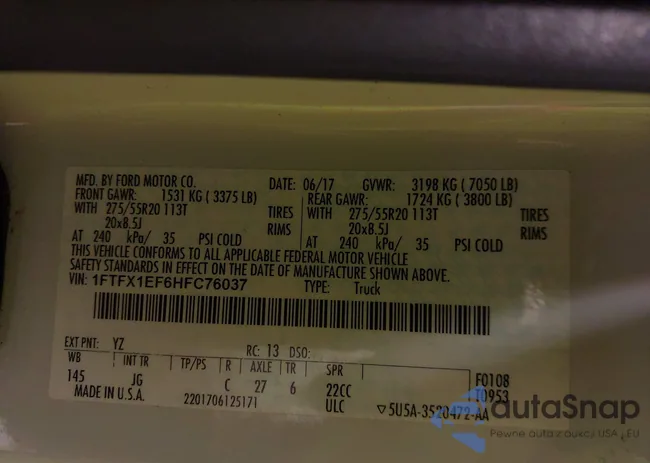 MFD. BY FORD MOTOR CO. DATE: 06/17 GVWR: 3198 KG ( 7050 LB)
FRONT GAWR: 1531 KG ( 3375 LB) REAR GAWR: 1724 KG ( 3800 LB)
WITH 275/55R20 113T TIRES WITH 275/55R20 113T TIRES
20x8.5J RIMS 20x8.5J RIMS
AT 240 kPa/ 35 PSI COLD AT 240 kPa/ 35 PSI COLD
THIS VEHICLE CONFORMS TO ALL APPLICABLE FEDERAL MOTOR VEHICLE
SAFETY STANDARDS IN EFFECT ON THE DATE OF MANUFACTURE SHOWN ABOVE.
VIN: 1FTFX1EF6HFC76037 TYPE: Truck
EXT PNT: YZ RC: 13 DSO:
WB INT TR TP/PS R AXLE TR SPR
145 JG C 27 6 22CC F0108
10953
MADE IN U.S.A. 2201706125171 ULC ▽5U5A-3520472-AA
autaSnap
Pewne auta z aukcji USA i EU